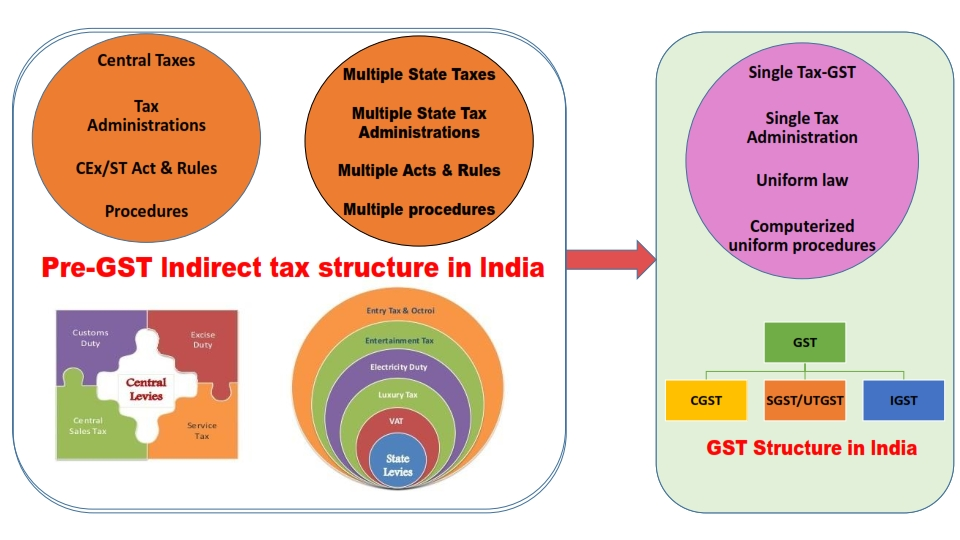 Central Taxes
Tax
Administrations
CEx/ST Act & Rules
Procedures
Multiple State Taxes
Multiple State Tax
Administrations
Multiple Acts & Rules
Multiple procedures
Pre-GST Indirect tax structure in India
Customs
Duty
Excise
Duty
Central
Levies
Central
Sales Tax
Service
Tax
Entry Tax & Octroi
Entertainment Tax
Electricity Duty
Luxury Tax
VAT
State
Levies
Single Tax-GST
Single Tax
Administration
Uniform law
Computerized
uniform procedures
GST
CGST
SGST/UTGST
IGST
GST Structure in India